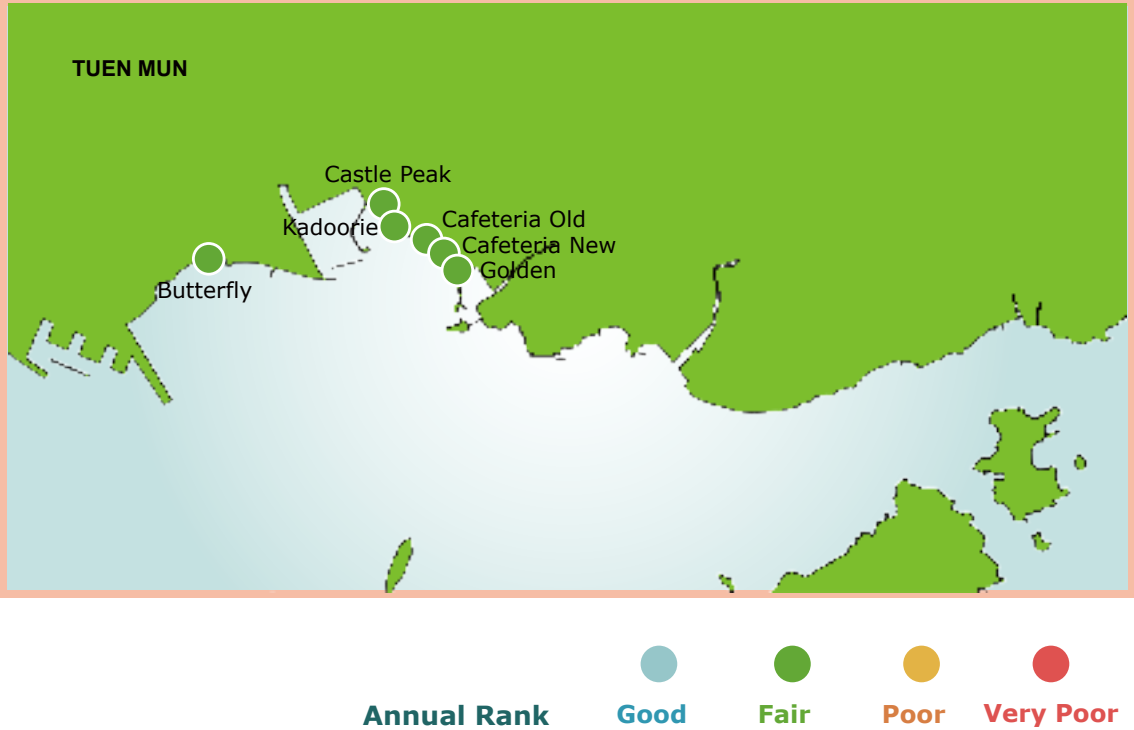 TUEN MUN
Castle Peak
Cafeteria Old
Kadoorie
Cafeteria New
Golden
Butterfly
Annual Rank
Good
Fair
Poor
Very Poor